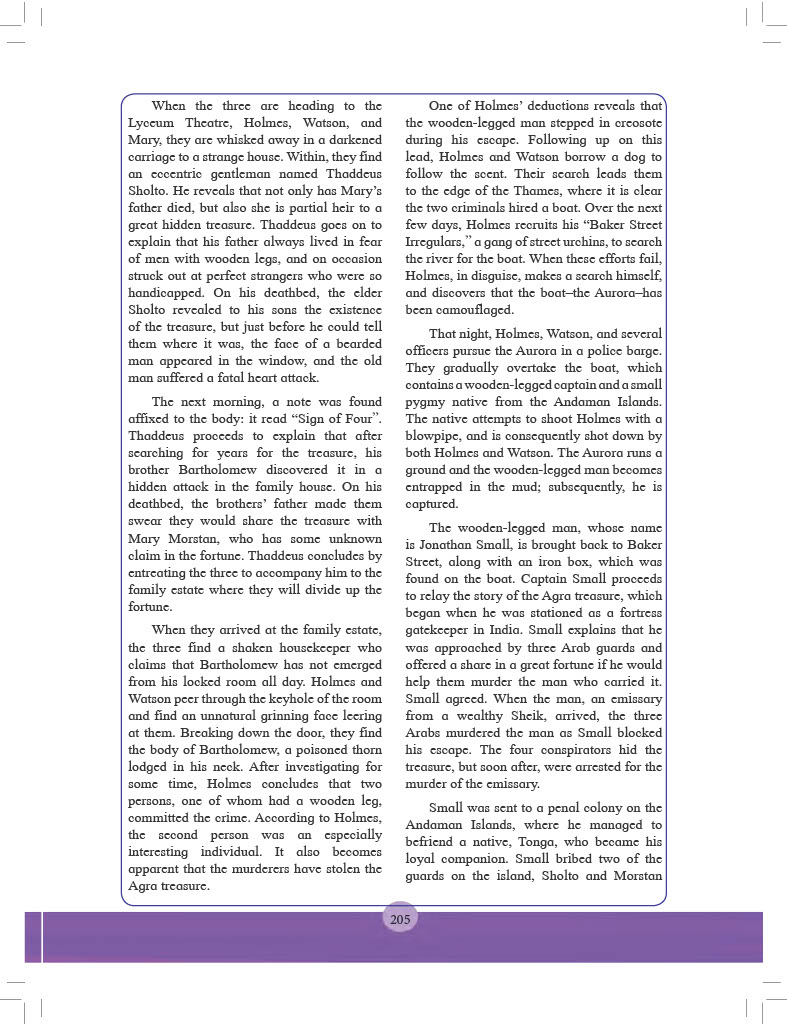 When the three are heading to the
Lyceum Theatre, Holmes, Watson, and
Mary, they are whisked away in a darkened
carriage to a strange house. Within, they find
an eccentric gentleman named Thaddeus
Sholto. He reveals that not only has Mary's
father died, but also she is partial heir to a
great hidden treasure. Thaddeus goes on to
explain that his father always lived in fear
of men with wooden legs, and on occasion
struck out at perfect strangers who were so
handicapped. On his deathbed, the elder
Sholto revealed to his sons the existence
of the treasure, but just before he could tell
them where it was, the face of a bearded
man appeared in the window, and the old
man suffered a fatal heart attack.
The next morning, a note was found
affixed to the body: it read “Sign of Four”.
Thaddeus proceeds to explain that after
searching for years for the treasure, his
brother Bartholomew discovered it in a
hidden attack in the family house. On his
deathbed, the brothers' father made them
swear they would share the treasure with
Mary Morstan, who has some unknown
claim in the fortune. Thaddeus concludes by
entreating the three to accompany him to the
family estate where they will divide up the
fortune.
When they arrived at the family estate,
the three find a shaken housekeeper who
claims that Bartholomew has not emerged
from his locked room all day. Holmes and
Watson peer through the keyhole of the room
and find an unnatural grinning face leering
at them. Breaking down the door, they find
the body of Bartholomew, a poisoned thorn
lodged in his neck. After investigating for
some time, Holmes concludes that two
persons, one of whom had a wooden leg,
committed the crime. According to Holmes,
the second person was an especially
interesting individual. It also becomes
apparent that the murderers have stolen the
Agra treasure.
One of Holmes' deductions reveals that
the wooden-legged man stepped in creosote
during his escape. Following up on this
lead, Holmes and Watson borrow a dog to
follow the scent. Their search leads them
to the edge of the Thames, where it is clear
the two criminals hired a boat. Over the next
few days, Holmes recruits his “Baker Street
Irregulars,” a gang of street urchins, to search
the river for the boat. When these efforts fail,
Holmes, in disguise, makes a search himself,
and discovers that the boat–the Aurora–has
been camouflaged.
That night, Holmes, Watson, and several
officers pursue the Aurora in a police barge.
They gradually overtake the boat, which
contains a wooden-legged captain and a small
pygmy native from the Andaman Islands.
The native attempts to shoot Holmes with a
blowpipe, and is consequently shot down by
both Holmes and Watson. The Aurora runs a
ground and the wooden-legged man becomes
entrapped in the mud; subsequently, he is
captured.
The wooden-legged man, whose name
is Jonathan Small, is brought back to Baker
Street, along with an iron box, which was
found on the boat. Captain Small proceeds
to relay the story of the Agra treasure, which
began when he was stationed as a fortress
gatekeeper in India. Small explains that he
was approached by three Arab guards and
offered a share in a great fortune if he would
help them murder the man who carried it.
Small agreed. When the man, an emissary
from a wealthy Sheik, arrived, the three
Arabs murdered the man as Small blocked
his escape. The four conspirators hid the
treasure, but soon after, were arrested for the
murder of the emissary.
Small was sent to a penal colony on the
Andaman Islands, where he managed to
befriend a native, Tonga, who became his
loyal companion. Small bribed two of the
guards on the island, Sholto and Morstan
205